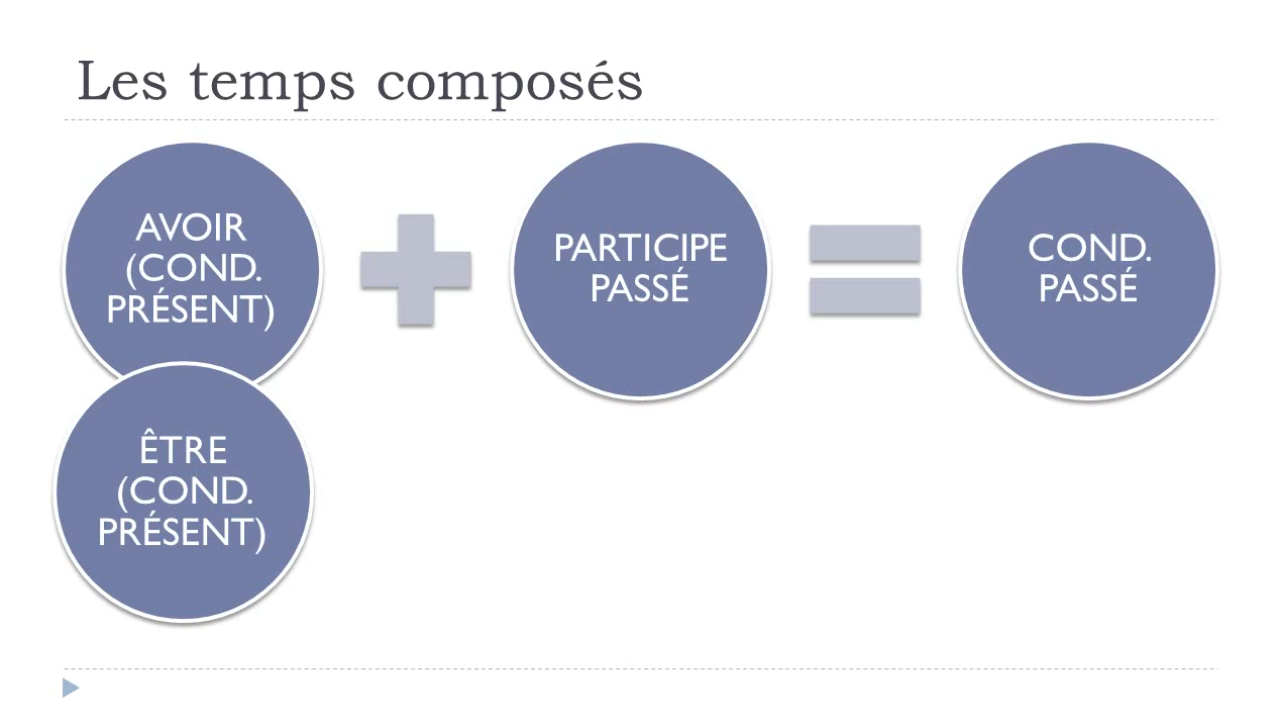 Les temps composés
AVOIR
(COND.
PRÉSENT)
PARTICIPE
PASSÉ
COND.
PASSÉ
ÊTRE
(COND.
PRÉSENT)